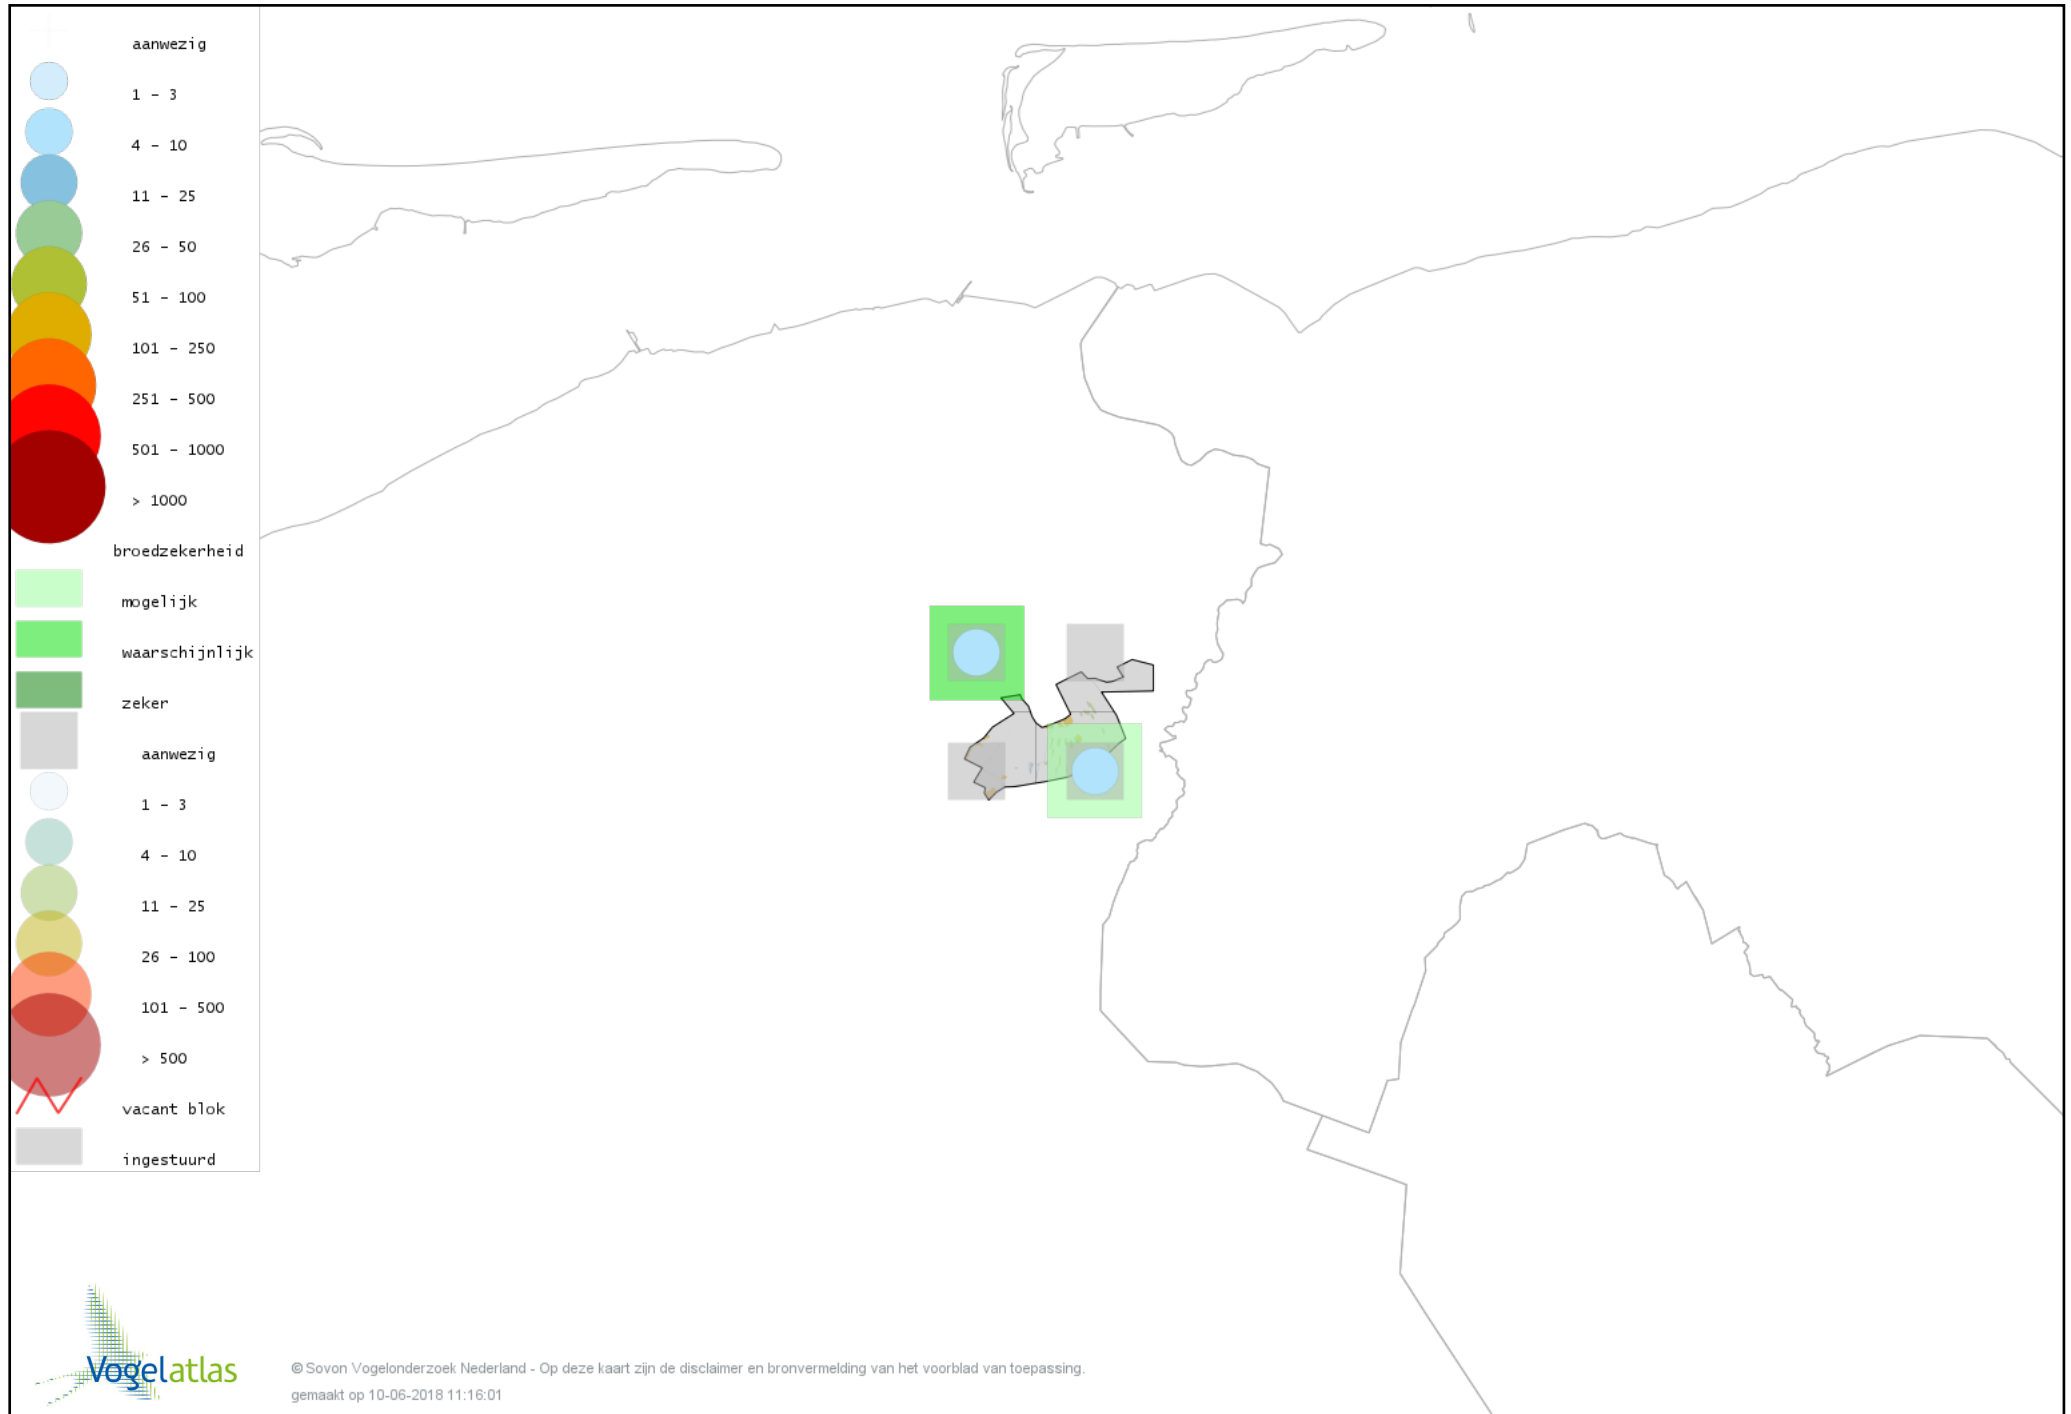 aanwezig
1 - 3
4 - 10
11 - 25
26 - 50
51 - 100
101 - 250
251 - 500
501 - 1000
> 1000
broedzekerheid
mogelijk
waarschijnlijk
zeker
aanwezig
1 - 3
4 - 10
11 - 25
26 - 100
101 - 500
> 500
vacant blok
ingestuurd
Vogelatlas
© Sovon Vogelonderzoek Nederland - Op deze kaart zijn de disclaimer en bronvermelding van het voorblad van toepassing.
gemaakt op 10-06-2018 11:16:01